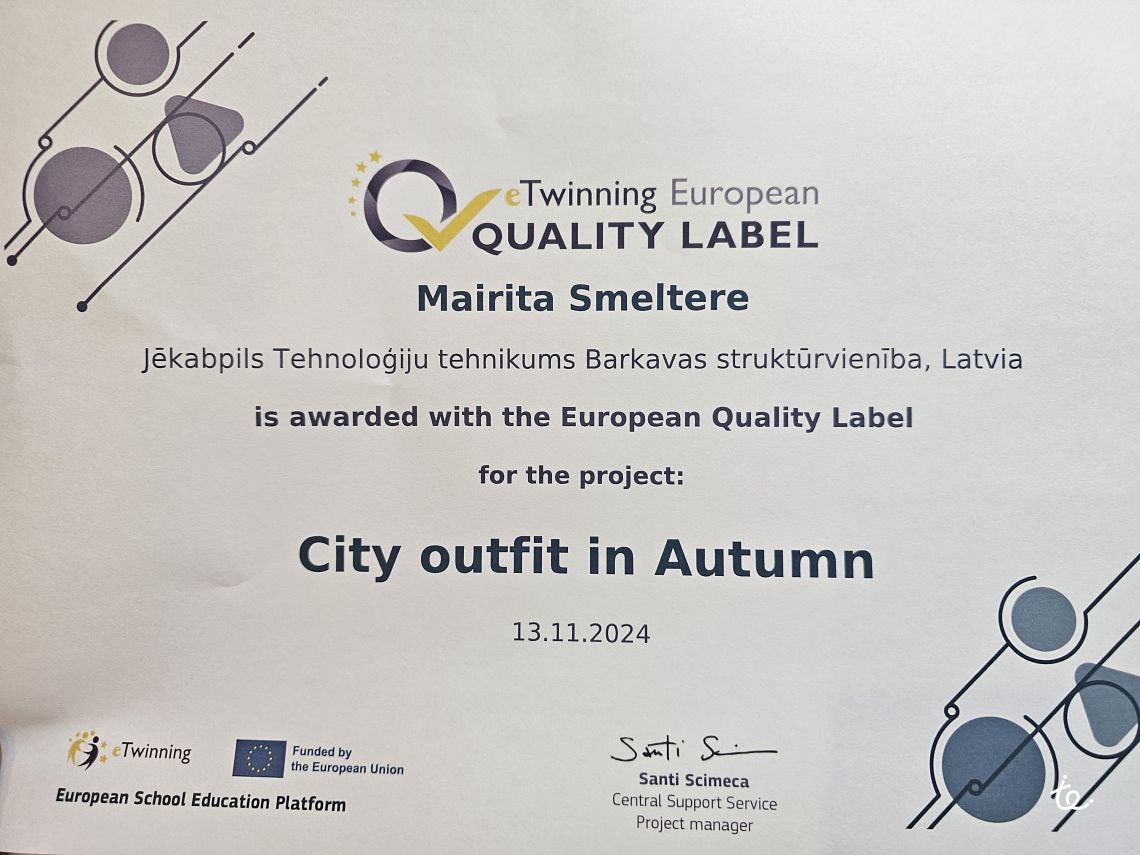 eTwinning European
QUALITY LABEL
Mairita Smeltere
Jēkabpils Tehnoloģiju tehnikums Barkavas struktūrvienība, Latvia
is awarded with the European Quality Label
for the project:
City outfit in Autumn
13.11.2024
eTwinning
Funded by
the European Union
European School Education Platform
Santi Scimeca
Central Support Service
Project manager